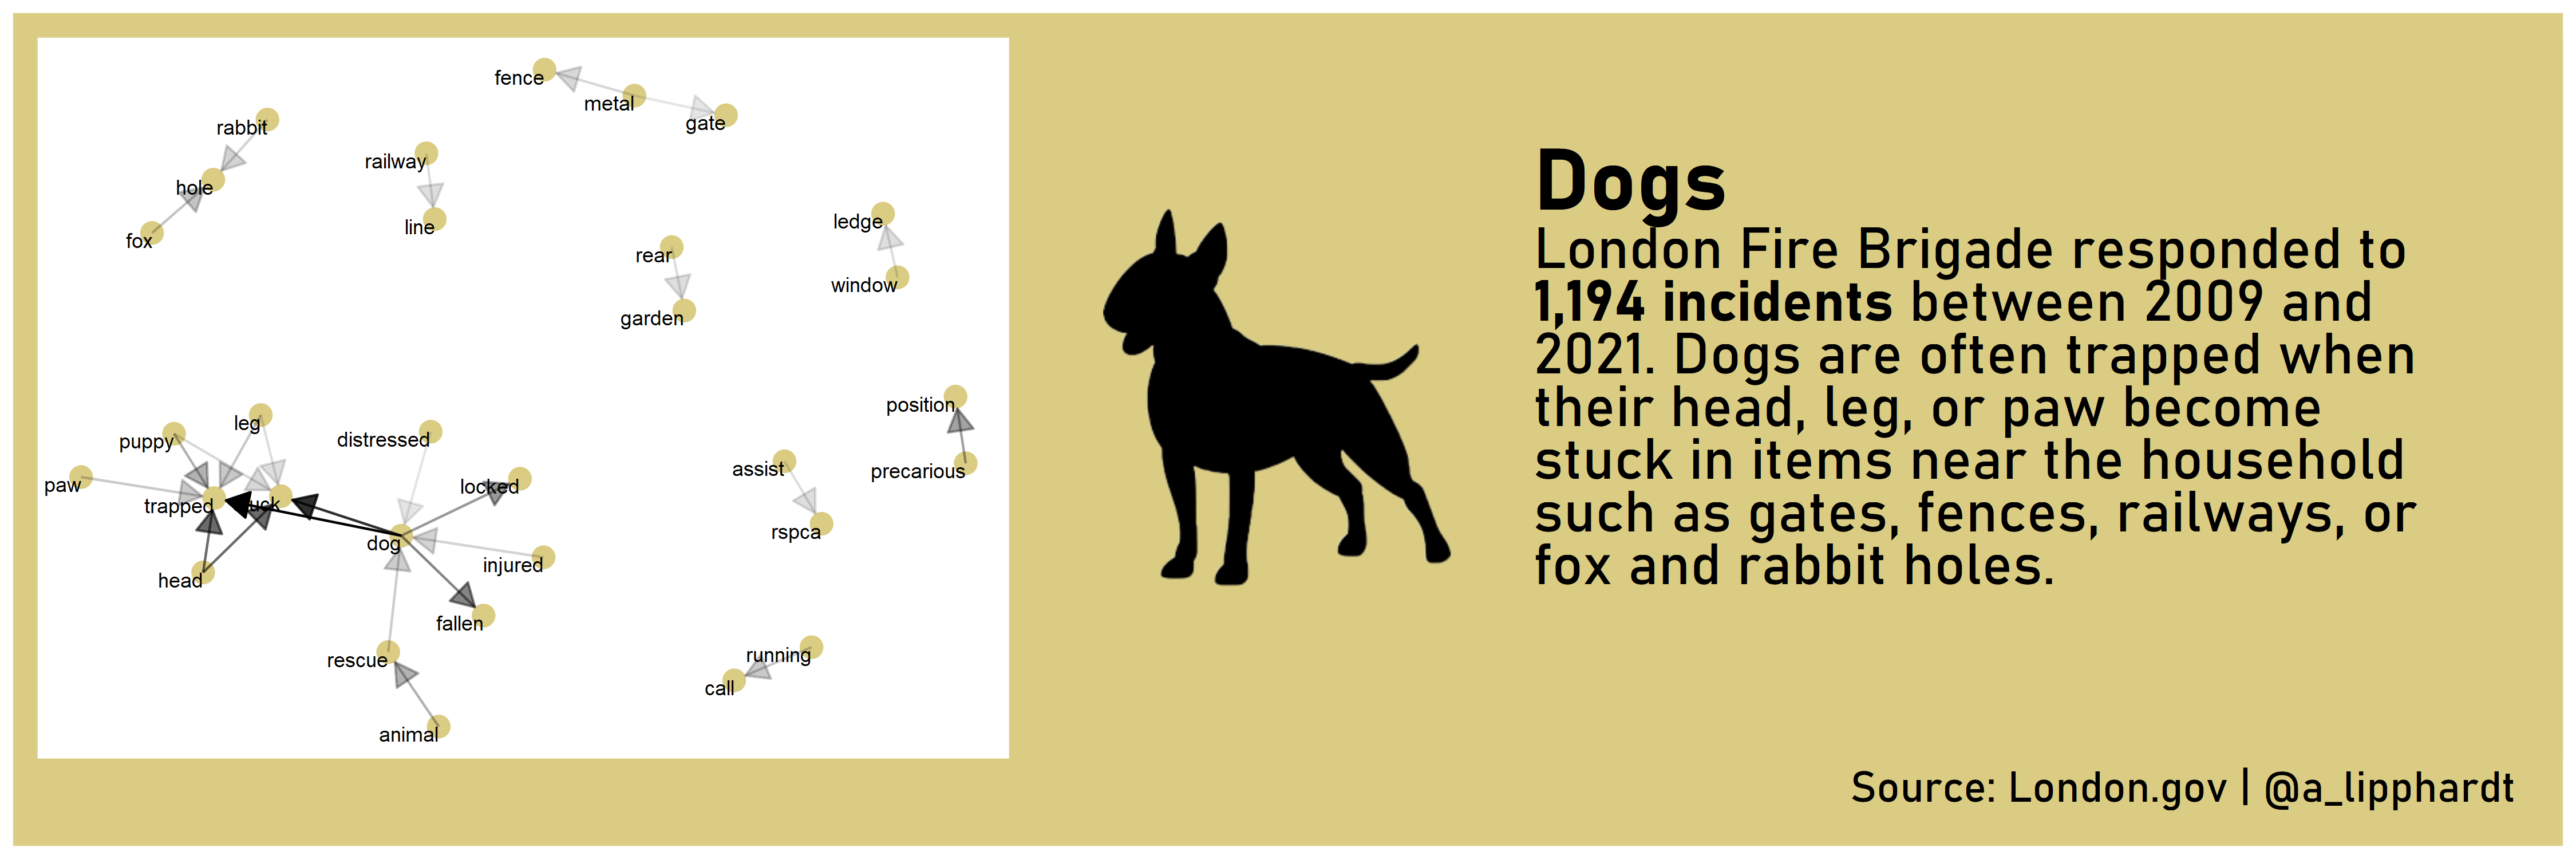 fence
metal
gate
rabbit
hole
fox
railway
line
rear
garden
ledge
window
position
precarious
leg
puppy
distressed
paw
locked
trapped
assist
rspca
dog
injured
head
fallen
rescue
running
call
animal
Dogs
London Fire Brigade responded to
1,194 incidents between 2009 and
2021. Dogs are often trapped when
their head, leg, or paw become
stuck in items near the household
such as gates, fences, railways, or
fox and rabbit holes.
Source: London.gov | @a_lipphardt